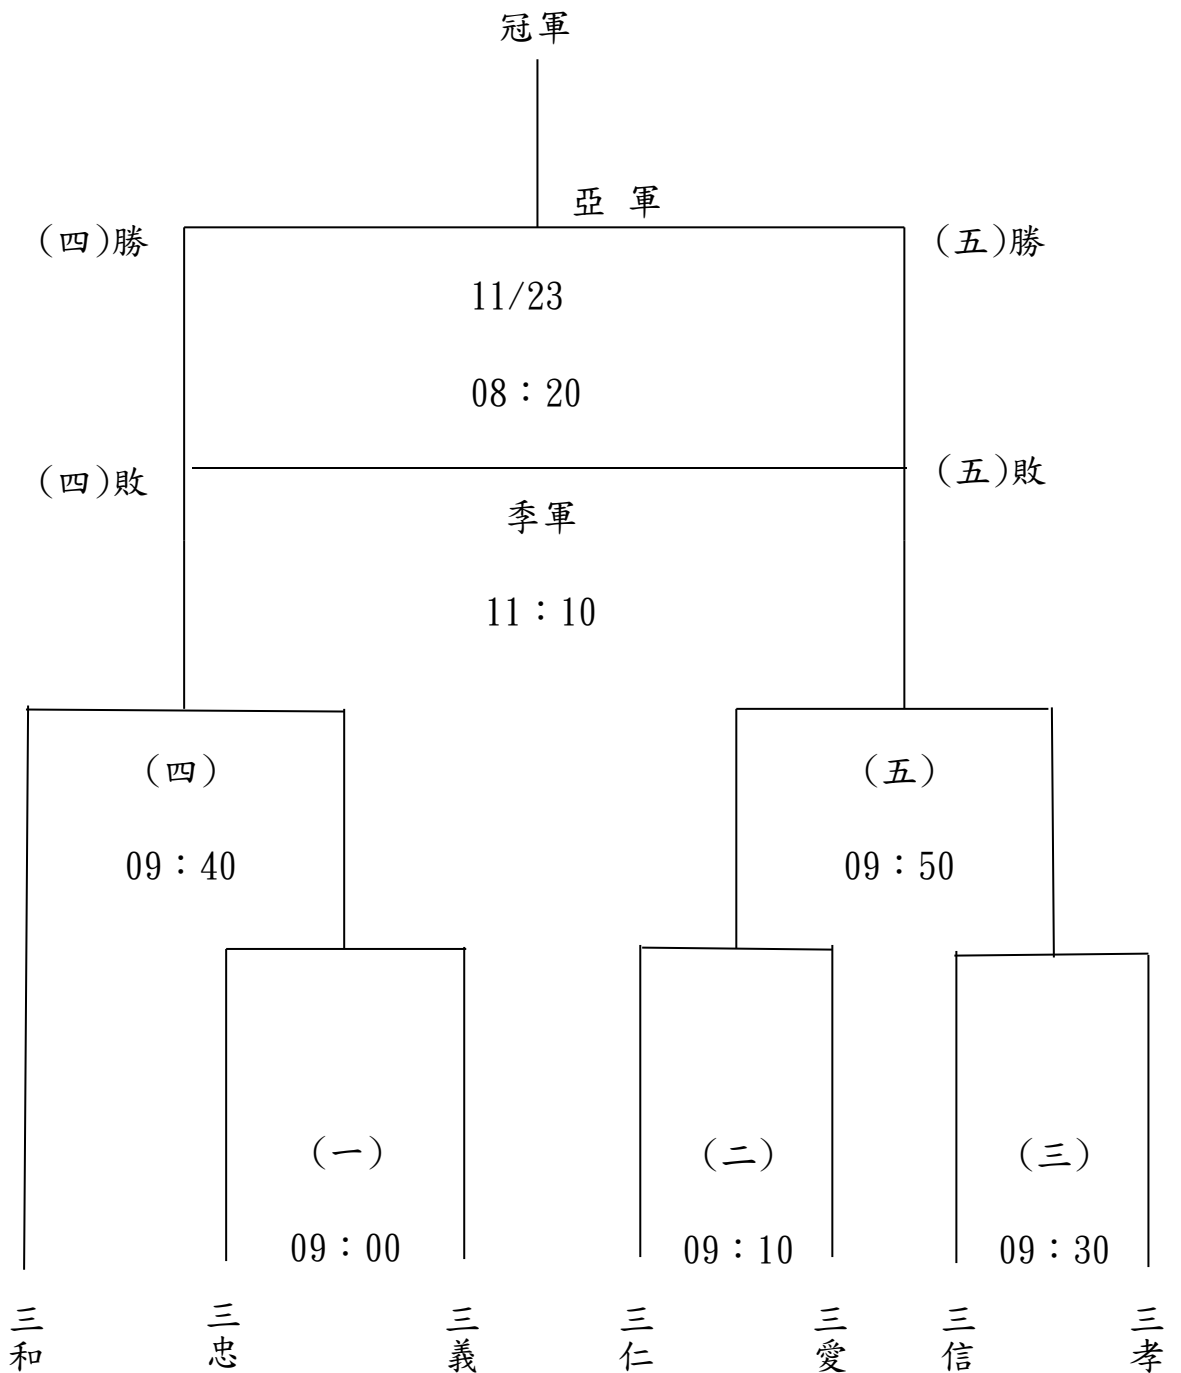 冠軍
亞 軍
(四)勝
(五)勝
11/23
08：20
(四)敗
(五)敗
季軍
11：10
(四)
(五)
09：40
09：50
(一)
(二)
(三)
09：00
09：10
09：30
三和
三忠
三義
三仁
三愛
三信
三孝